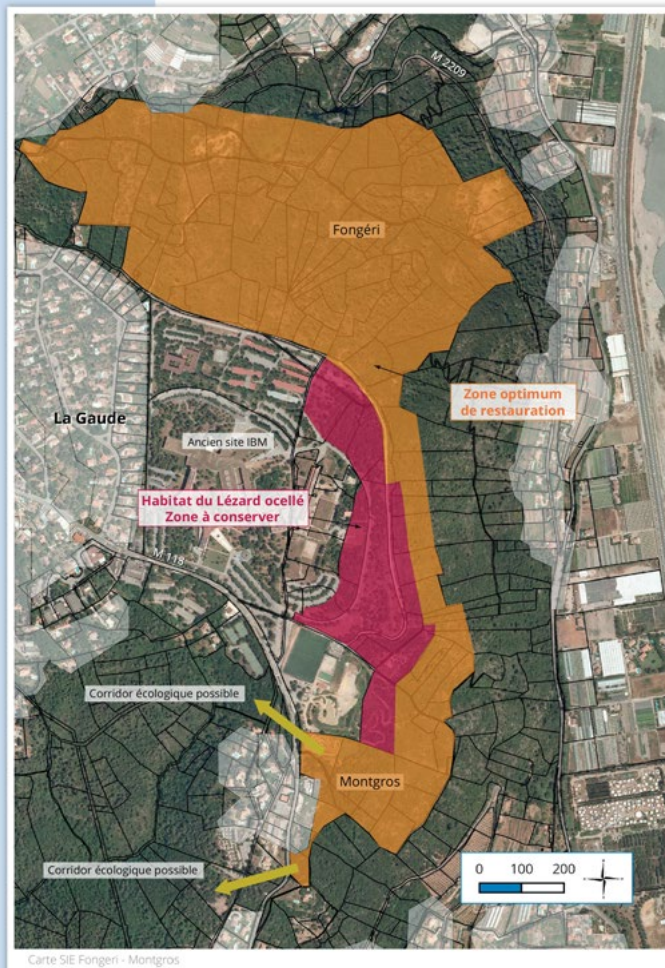 M 2209
Fongéri
Zone optimum
de restauration
La Gaude
Ancien site IBM
Habitat du Lézard ocellé
Zone à conserver
M 118
Corridor écologique possible
Montgros
Corridor écologique possible
0 100 200
Carte SIE Fongeri - Montgros